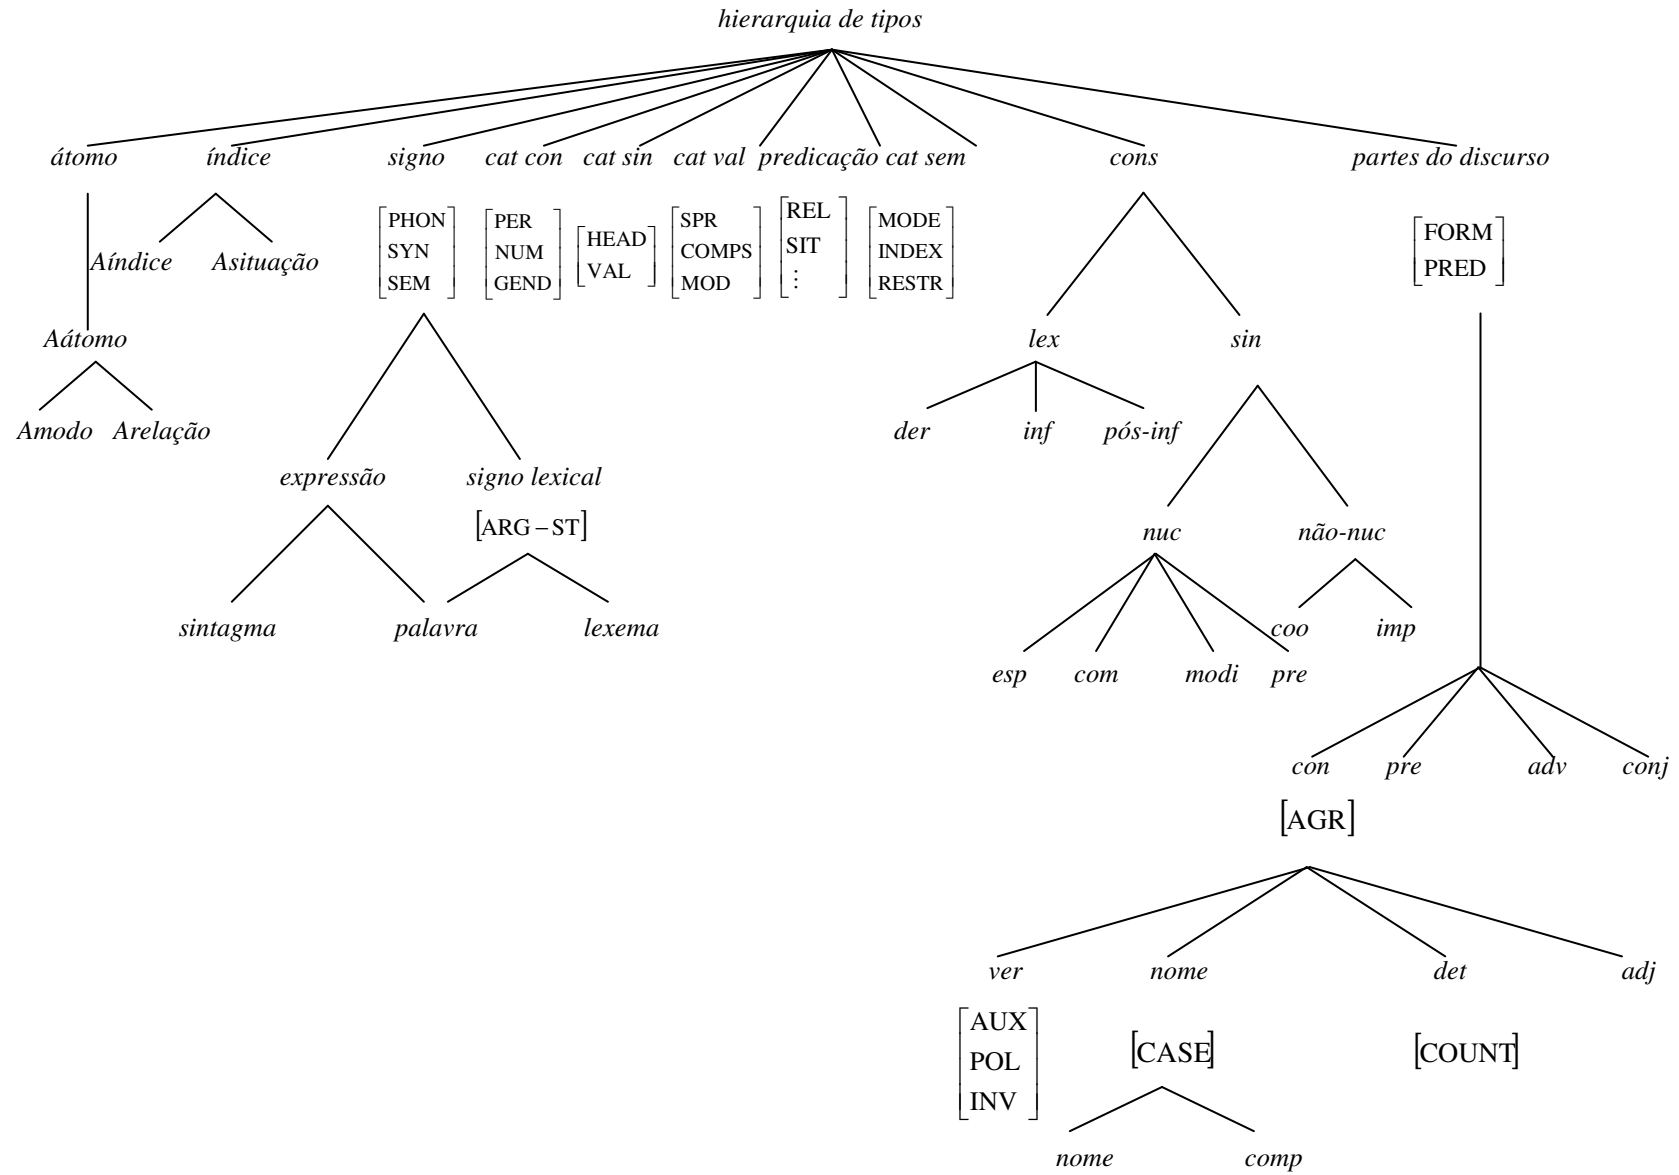 hierarquia de tipos
átomo índice signo cat con cat sin cat val predicação cat sem cons partes do discurso
PHON
SYN
SEM
PER
NUM
GEND
HEAD
VAL
SPR
COMPS
MOD
REL
SIT
⋮
MODE
INDEX
RESTR
FORM
PRED
Aíndice Asituação
Aátomo
lex sin
Amodo Arelação
der inf pós-inf
expressão signo lexical
[ARG – ST]
nuc não-nuc
sintagma palavra lexema
coo imp
esp com modi pre
con pre adv conj
[AGR]
ver nome det adj
AUX
POL
INV
[CASE]
[COUNT]
nome comp